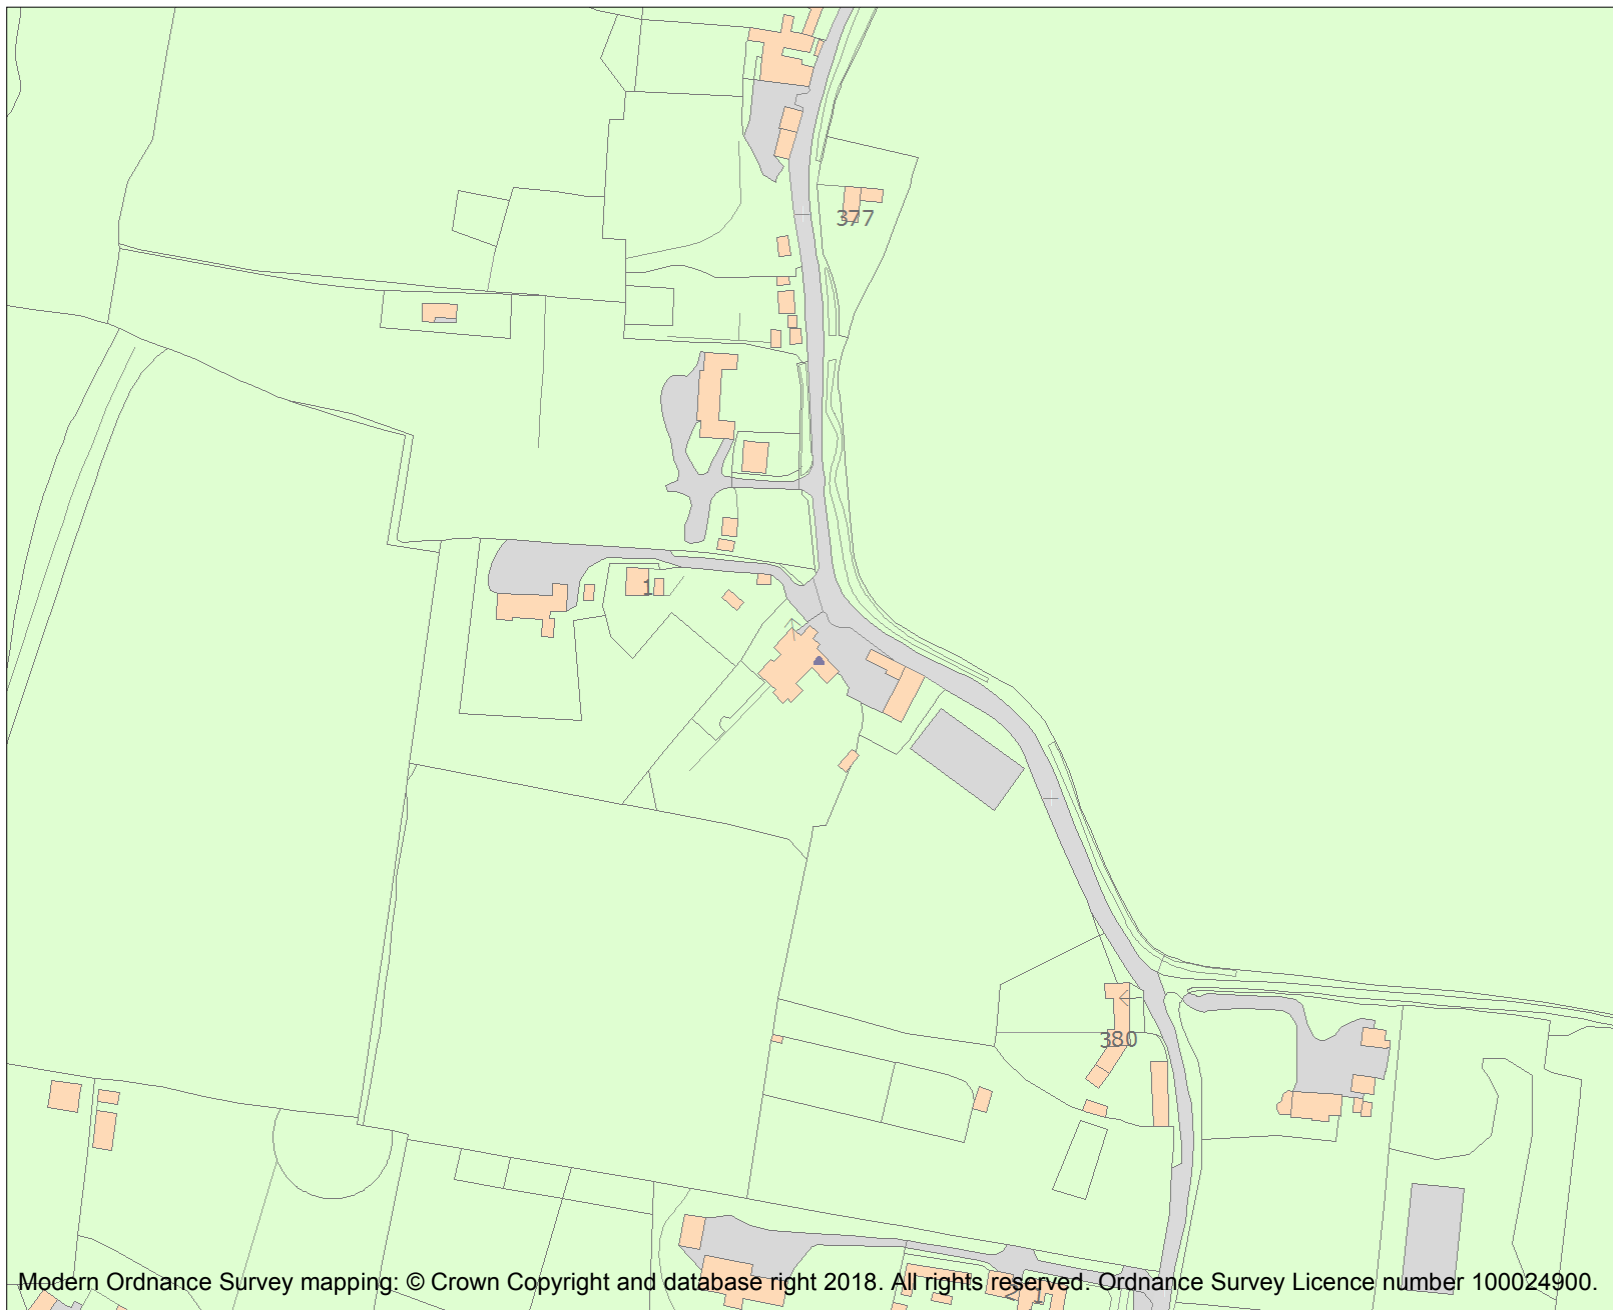 377
1
380
Modern Ordnance Survey mapping: © Crown Copyright and database right 2018. All rights reserved. Ordnance Survey Licence number 100024900.